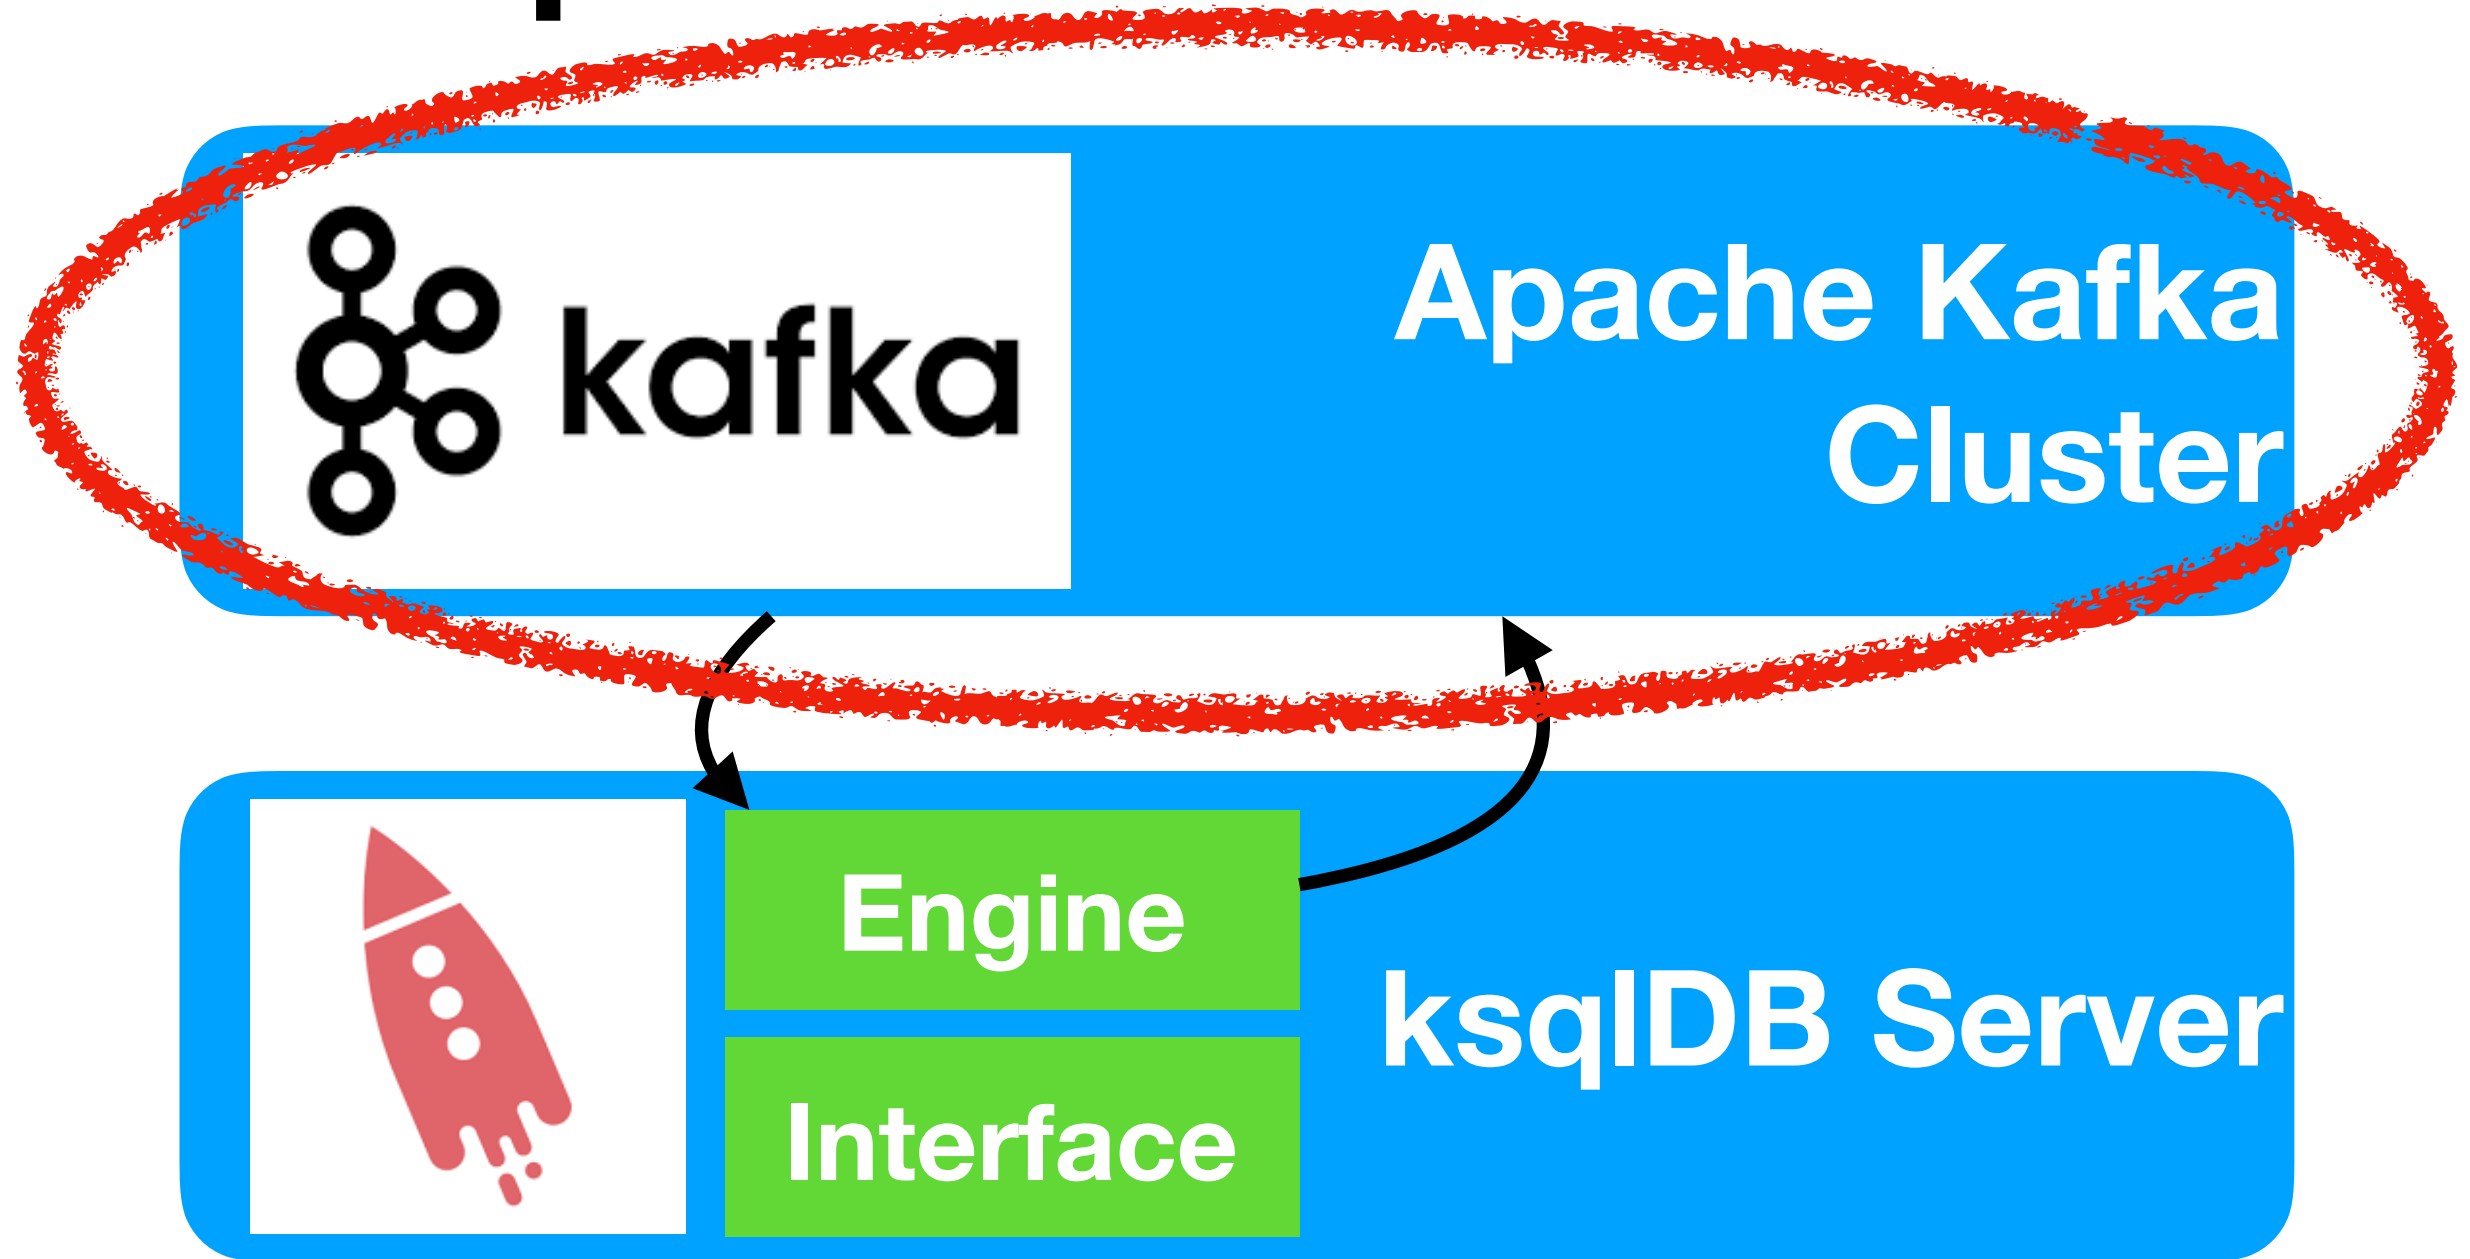 kafka
Apache Kafka
Cluster
Engine
Interface
ksqlDB Server